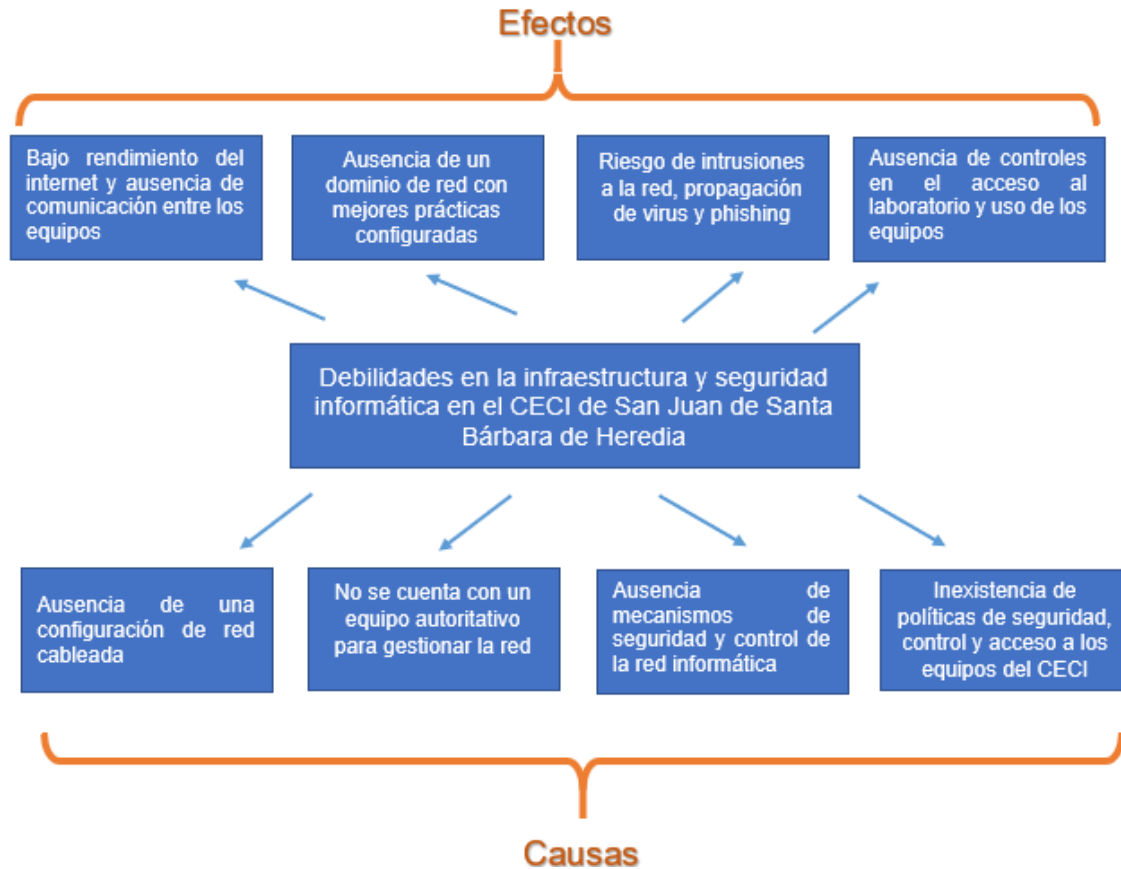 Efectos
Bajo rendimiento del
internet y ausencia de
comunicación entre los
equipos
Ausencia de un
dominio de red con
mejores prácticas
configuradas
Riesgo de intrusiones
a la red, propagación
de virus y phishing
Ausencia de controles
en el acceso al
laboratorio y uso de los
equipos
Debilidades en la infraestructura y seguridad
informática en el CECI de San Juan de Santa
Bárbara de Heredia
Ausencia de una
configuración de red
cableada
No se cuenta con un
equipo autoritativo
para gestionar la red
Ausencia de
mecanismos de
seguridad y control de
la red informática
Inexistencia de
políticas de seguridad,
control y acceso a los
equipos del CECI
Causas